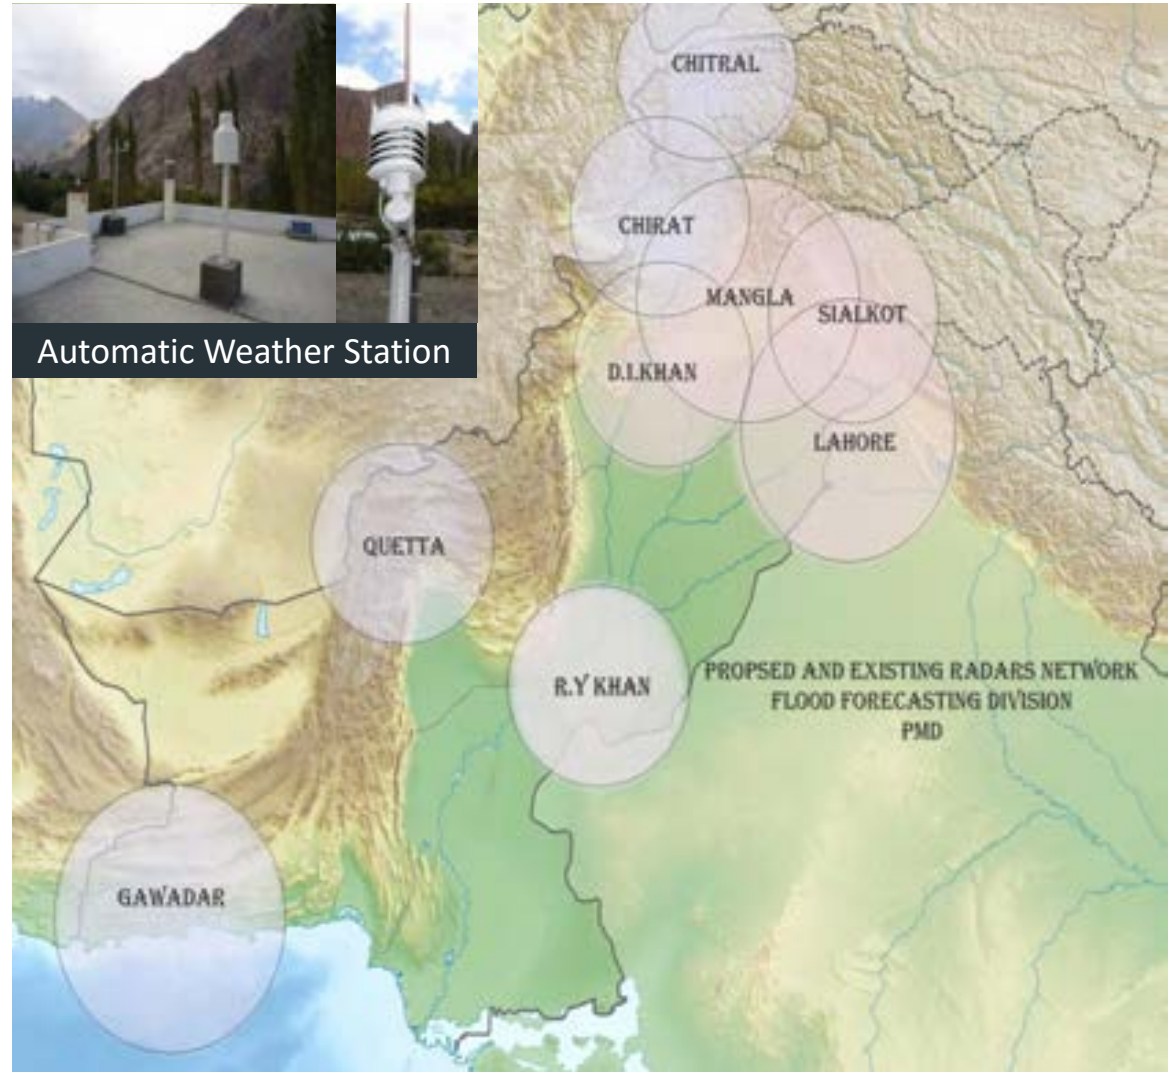 Automatic Weather Station
CHITRAL
CHIRAT
MANGLA
SIALKOT
D.I.KHAN
LAHORE
QUETTA
R.Y KHAN
PROPSED AND EXISTING RADARS NETWORK
FLOOD FORECASTING DIVISION
PMD
GAWADAR